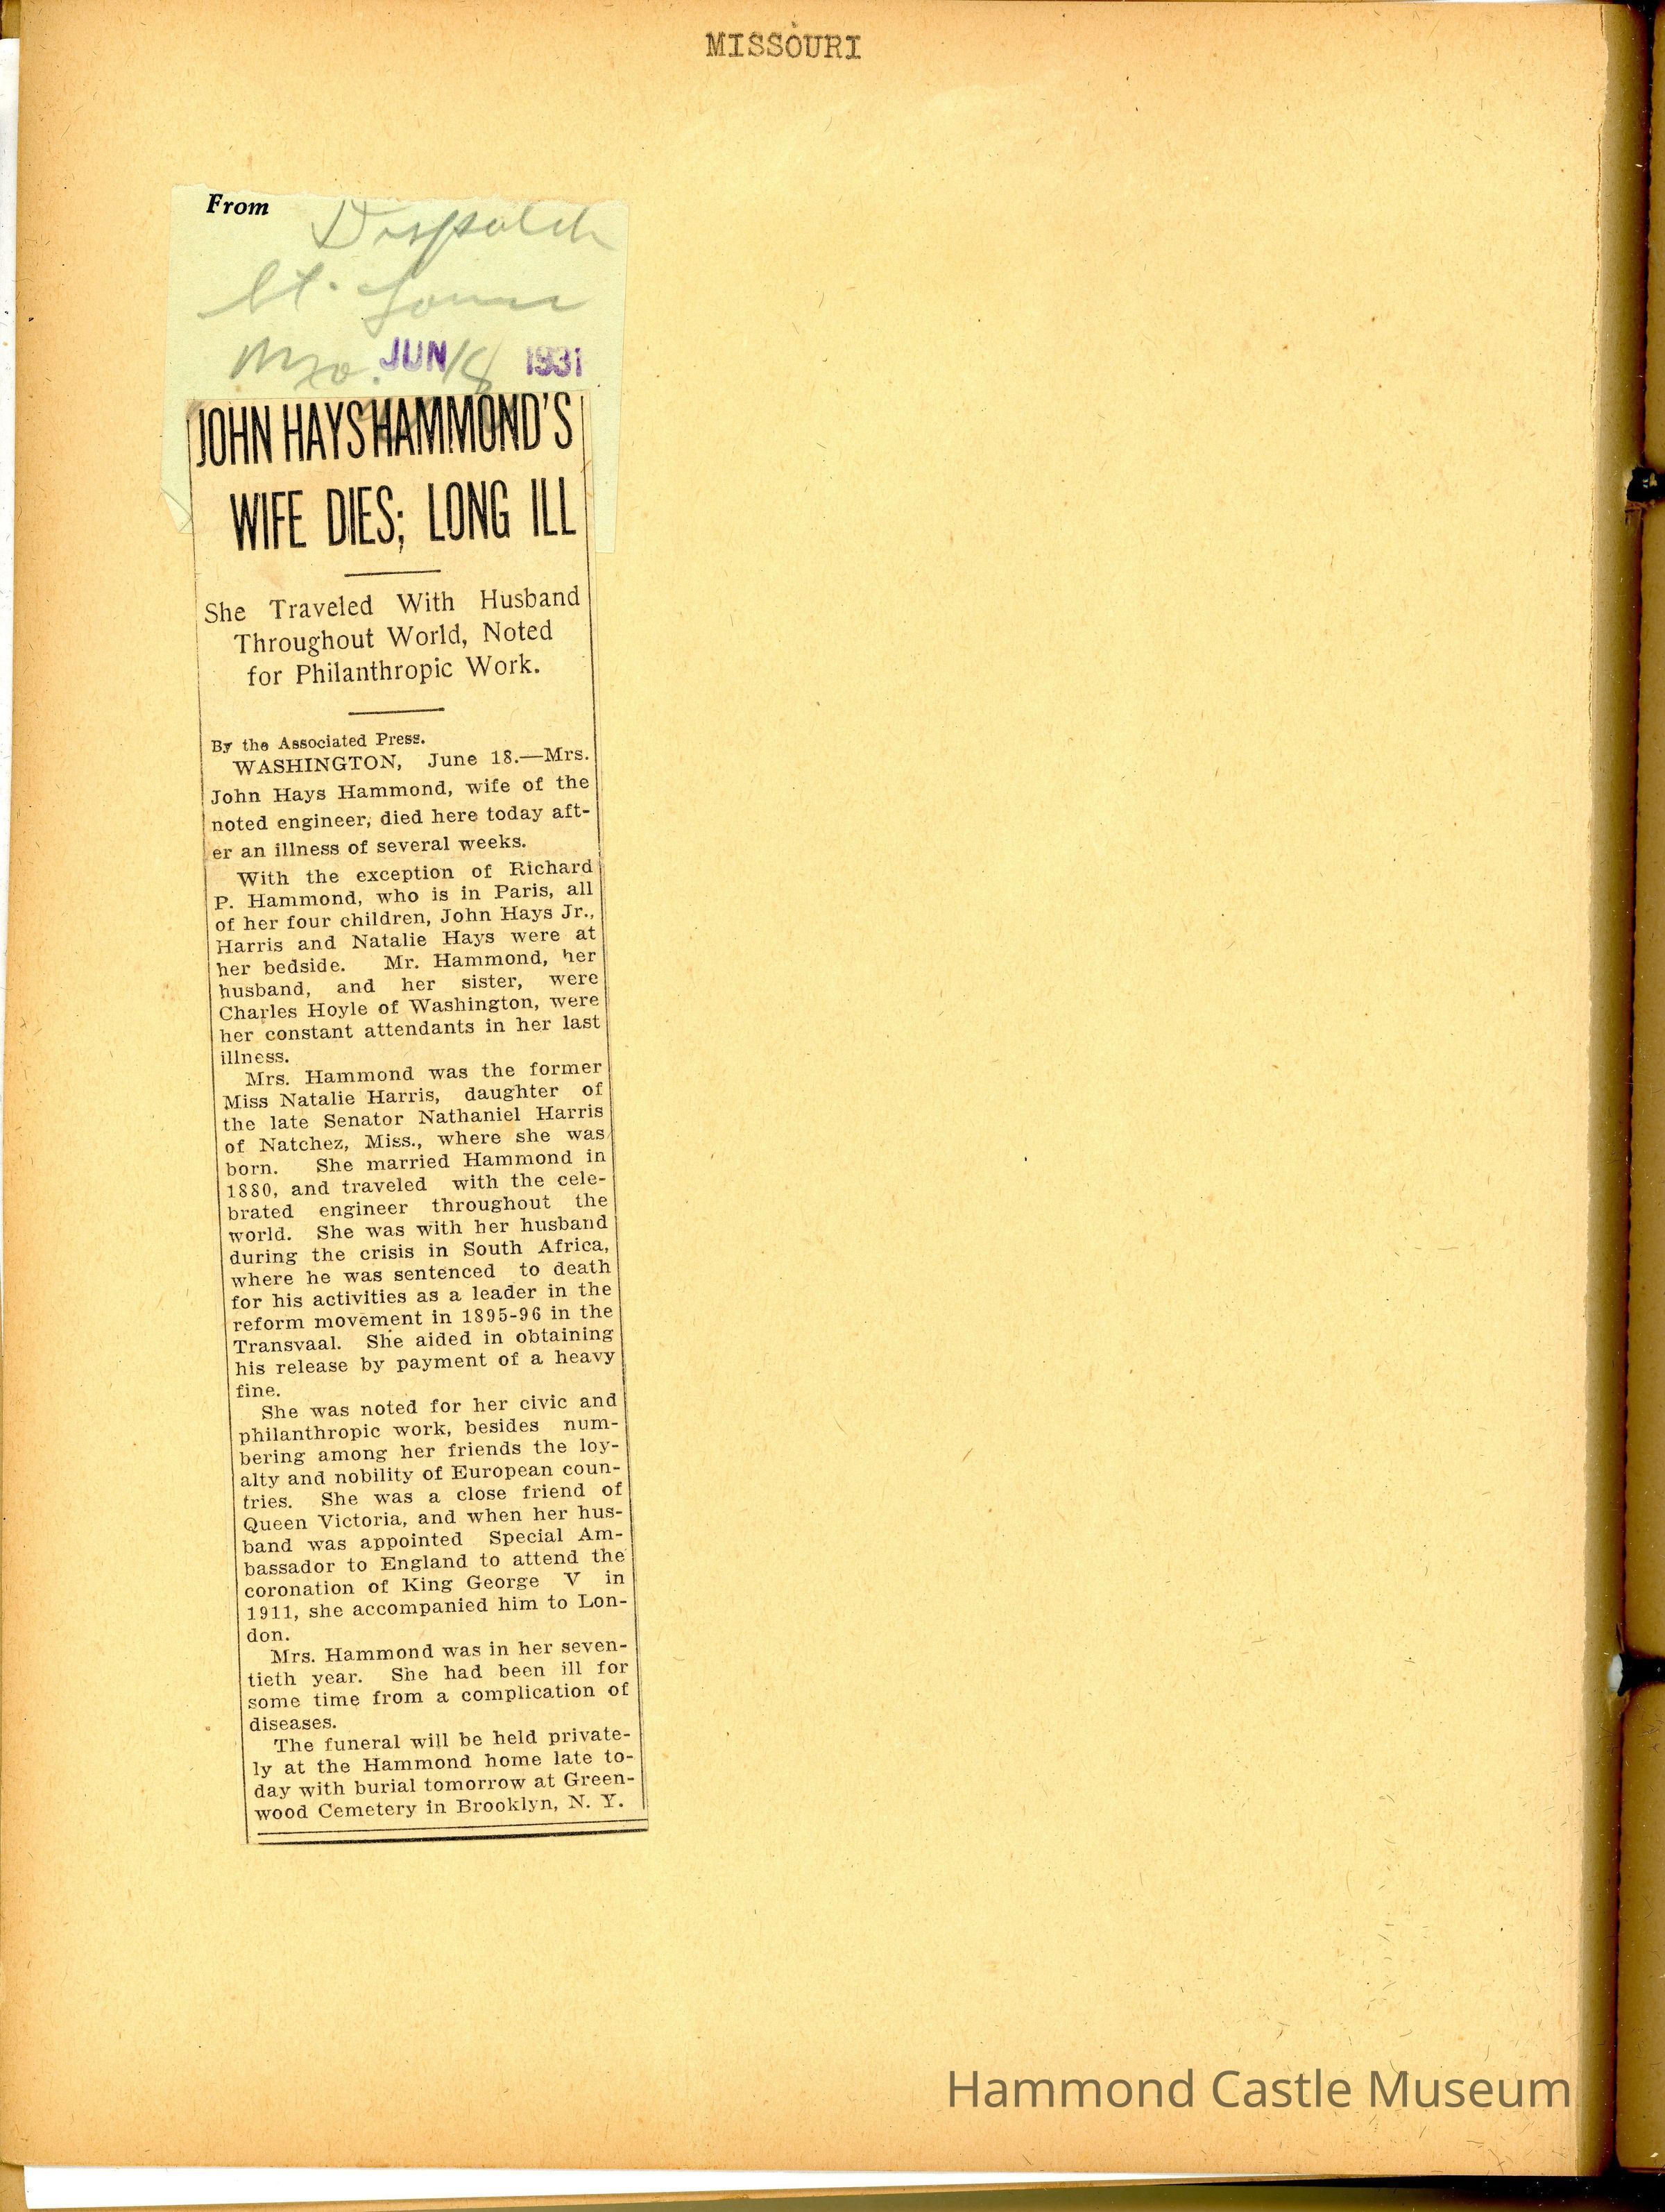 MISSOURI
From
Dispatch
St. Louis
Mo. JUN 18 1931
JOHN HAYS HAMMOND'S
WIFE DIES; LONG ILL
She Traveled With Husband
Throughout World, Noted
for Philanthropic Work.
By the Associated Press.
WASHINGTON, June 18.—Mrs.
John Hays Hammond, wife of the
noted engineer, died here today aft-
er an illness of several weeks.
With the exception of Richard
P. Hammond, who is in Paris, all
of her four children, John Hays Jr.,
Harris and Natalie Hays were at
her bedside. Mr. Hammond, her
husband, and her sister, were
Charles Hoyle of Washington, were
her constant attendants in her last
illness.
Mrs. Hammond was the former
Miss Natalie Harris, daughter of
the late Senator Nathaniel Harris
of Natchez, Miss., where she was
born. She married Hammond in
1880, and traveled with the cele-
brated engineer throughout the
world. She was with her husband
during the crisis in South Africa,
where he was sentenced to death
for his activities as a leader in the
reform movement in 1895-96 in the
Transvaal. She aided in obtaining
his release by payment of a heavy
fine.
She was noted for her civic and
philanthropic work, besides num-
bering among her friends the loy-
alty and nobility of European coun-
tries. She was a close friend of
Queen Victoria, and when her hus-
band was appointed Special Am-
bassador to England to attend the
coronation of King George V in
1911, she accompanied him to Lon-
don.
Mrs. Hammond was in her seven-
tieth year. She had been ill for
some time from a complication of
diseases.
The funeral will be held private-
ly at the Hammond home late to-
day with burial tomorrow at Green-
wood Cemetery in Brooklyn, N. Y.
Hammond Castle Museum